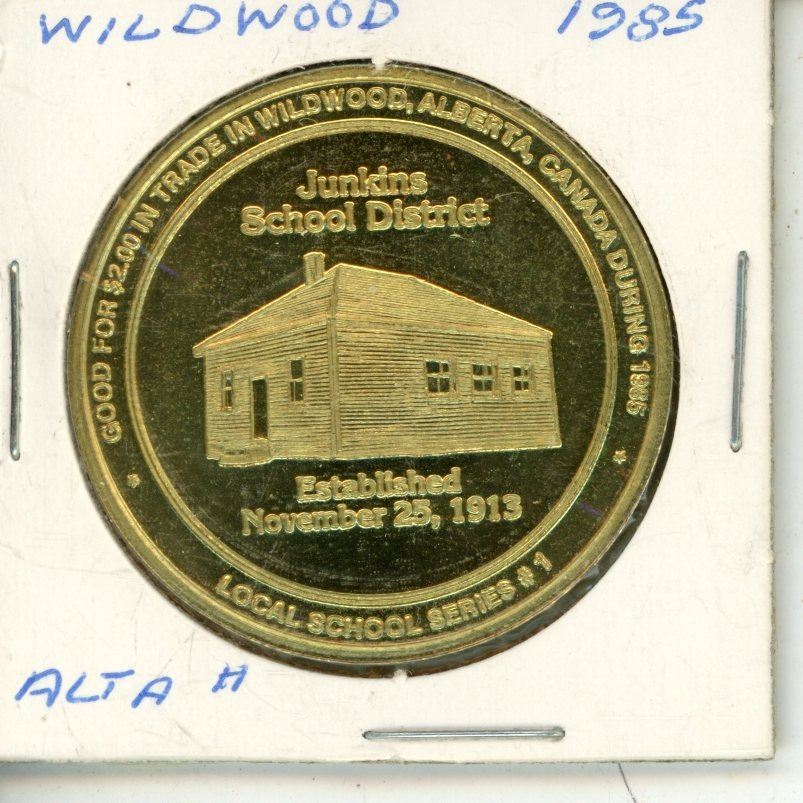 WILDWOOD 1985
GOOD FOR $2.00 IN TRADE IN WILDWOOD, ALBERTA, CANADA DURING 1985
Junkins
School District
Established
November 25, 1913
LOCAL SCHOOL SERIES # 1
ALTA